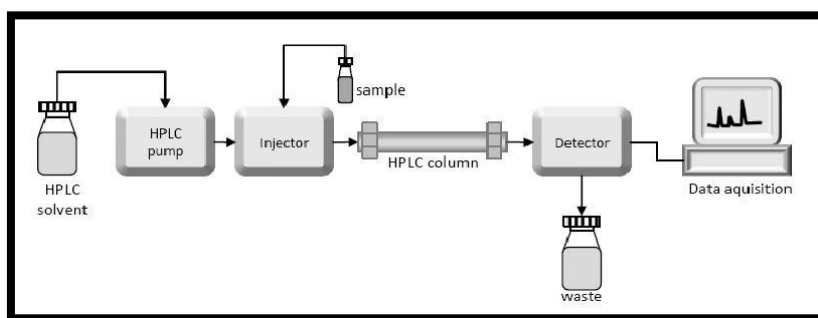 sample
HPLC
pump
Injector
Detector
HPLC column
HPLC
solvent
Data aquisition
waste